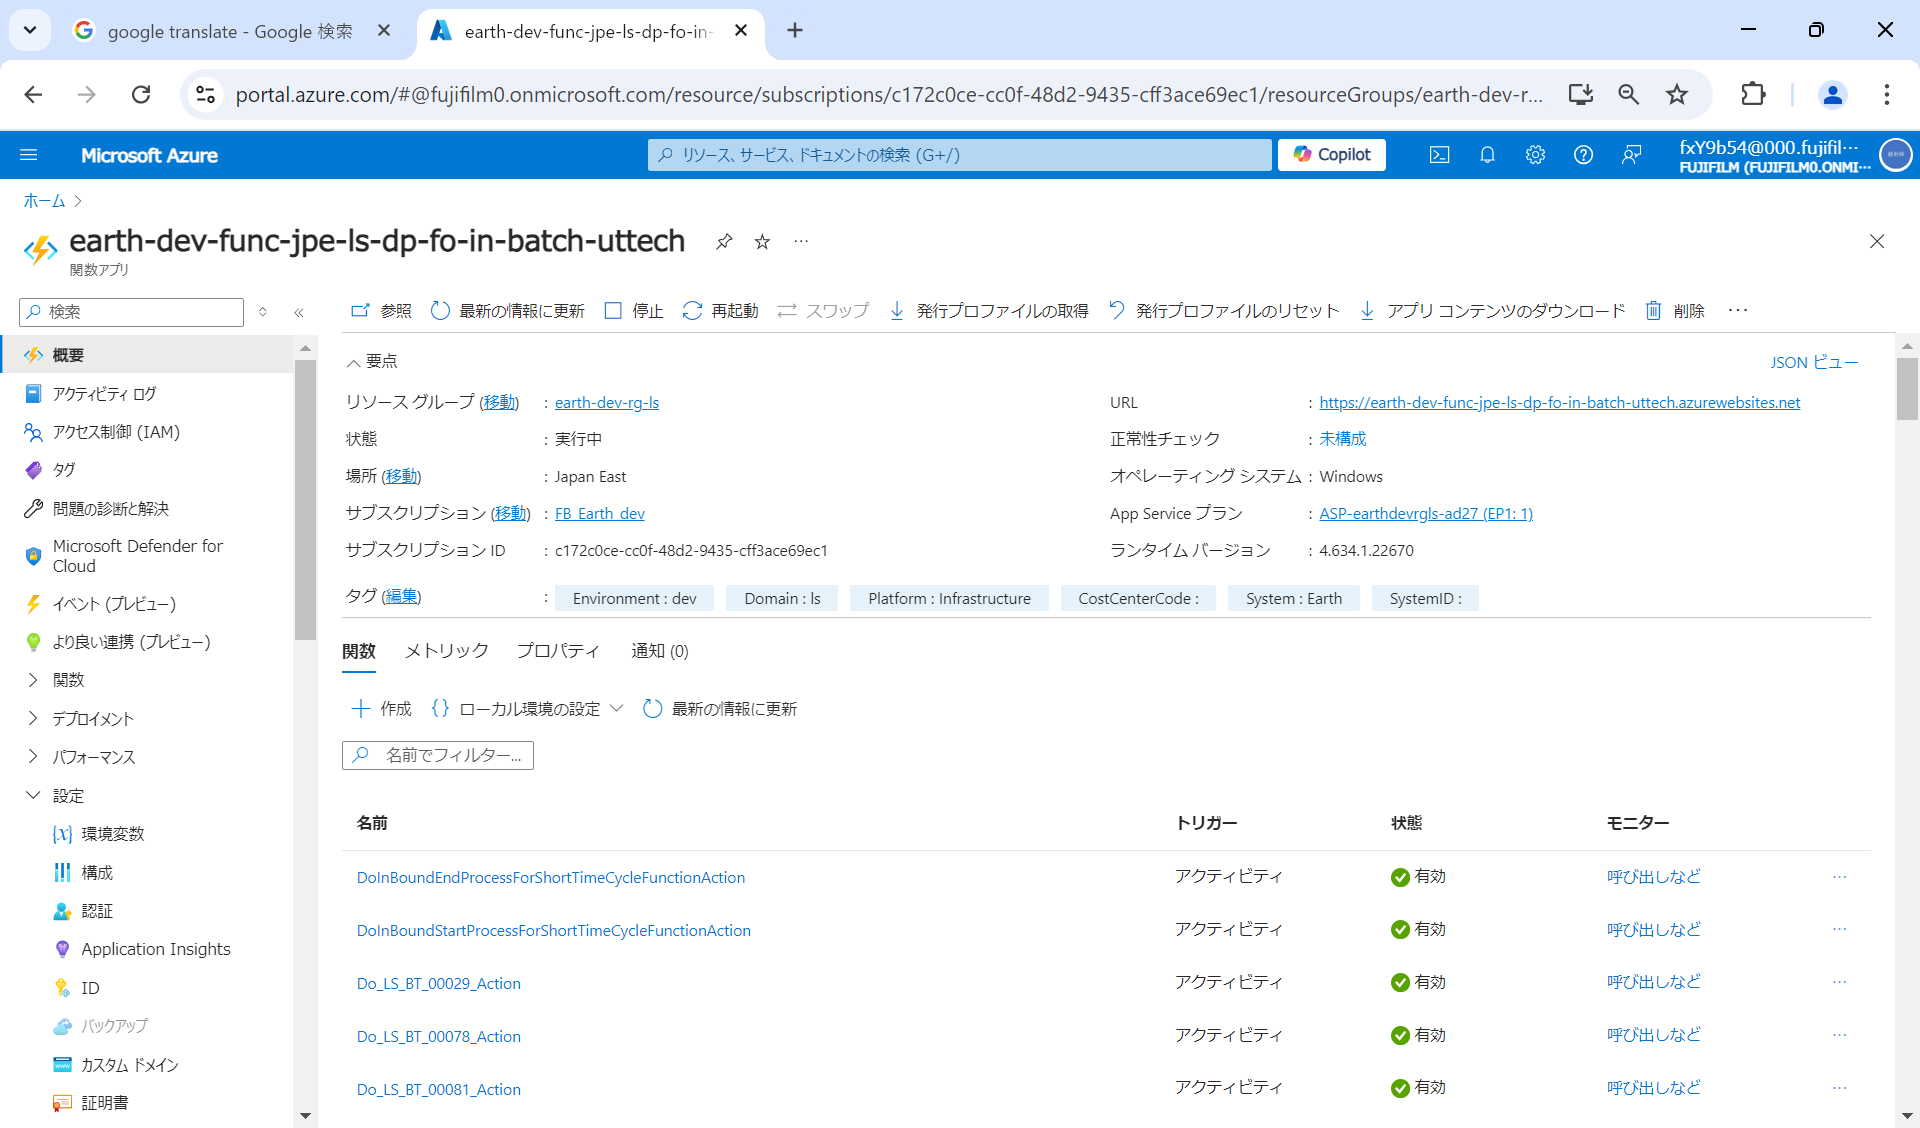 google translate - Google 検索
earth-dev-func-jpe-ls-dp-fo-in-
portal.azure.com/#@fujifilm0.onmicrosoft.com/resource/subscriptions/c172c0ce-cc0f-48d2-9435-cff3ace69ec1/resourceGroups/earth-dev-r...
Microsoft Azure
リソース、サービス、ドキュメントの検索 (G+/)
Copilot
fxY9b54@000.fujifil...
FUJIFILM (FUJIFILM0.ONMI...
ホーム
earth-dev-func-jpe-ls-dp-fo-in-batch-uttech
関数アプリ
検索
参照 最新の情報に更新 停止 再起動 スワップ 発行プロファイルの取得 発行プロファイルのリセット アプリ コンテンツのダウンロード 削除
概要
アクティビティ ログ
アクセス制御 (IAM)
タグ
問題の診断と解決
Microsoft Defender for
Cloud
イベント (プレビュー)
より良い連携 (プレビュー)
関数
デプロイメント
パフォーマンス
設定
環境変数
構成
認証
Application Insights
ID
バックアップ
カスタム ドメイン
証明書
要点
JSON ビュー
リソース グループ (移動) : earth-dev-rg-ls
状態 : 実行中
場所 (移動) : Japan East
サブスクリプション (移動) : FB_Earth_dev
サブスクリプション ID : c172c0ce-cc0f-48d2-9435-cff3ace69ec1
URL : https://earth-dev-func-jpe-ls-dp-fo-in-batch-uttech.azurewebsites.net
正常性チェック : 未構成
オペレーティング システム : Windows
App Service プラン : ASP-earthdevrgls-ad27 (EP1: 1)
ランタイム バージョン : 4.634.1.22670
タグ (編集) : Environment : dev Domain : ls Platform : Infrastructure CostCenterCode : System : Earth SystemID :
関数 メトリック プロパティ 通知 (0)
作成 ローカル環境の設定 最新の情報に更新
名前でフィルター...
名前 トリガー 状態 モニター
DoInBoundEndProcessForShortTimeCycleFunctionAction アクティビティ 有効 呼び出しなど
DoInBoundStartProcessForShortTimeCycleFunctionAction アクティビティ 有効 呼び出しなど
Do_LS_BT_00029_Action アクティビティ 有効 呼び出しなど
Do_LS_BT_00078_Action アクティビティ 有効 呼び出しなど
Do_LS_BT_00081_Action アクティビティ 有効 呼び出しなど